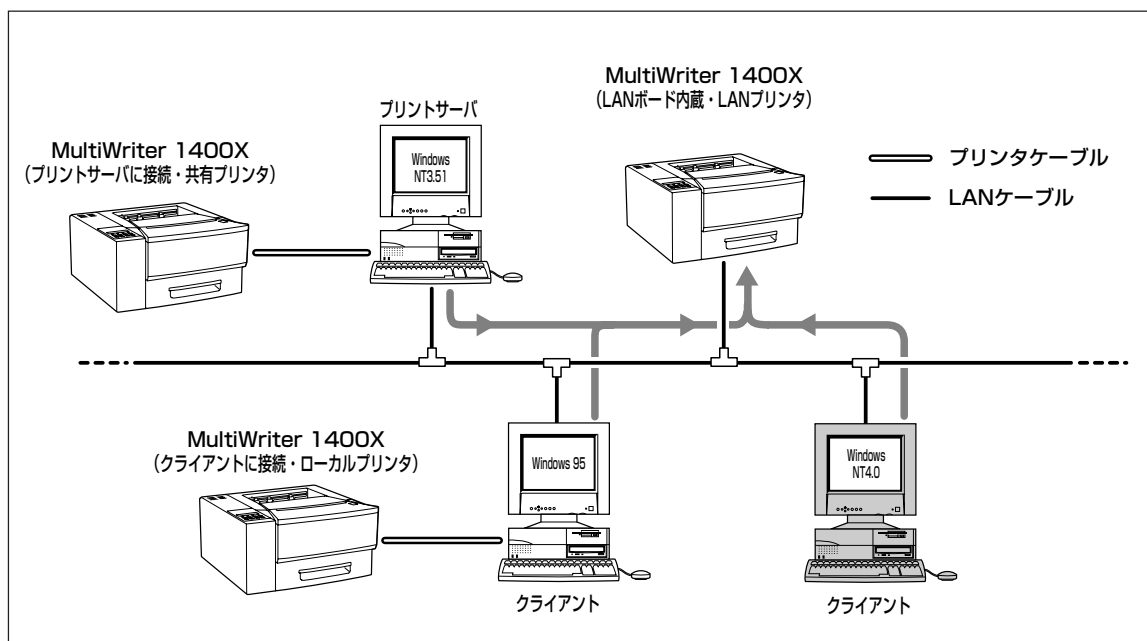 MultiWriter 1400X
(LANボード内蔵・LANプリンタ)
プリントサーバ
Windows
NT3.51
MultiWriter 1400X
(プリントサーバに接続・共有プリンタ)
プリンタケーブル
LANケーブル
MultiWriter 1400X
(クライアントに接続・ローカルプリンタ)
Windows 95
Windows
NT4.0
クライアント
クライアント